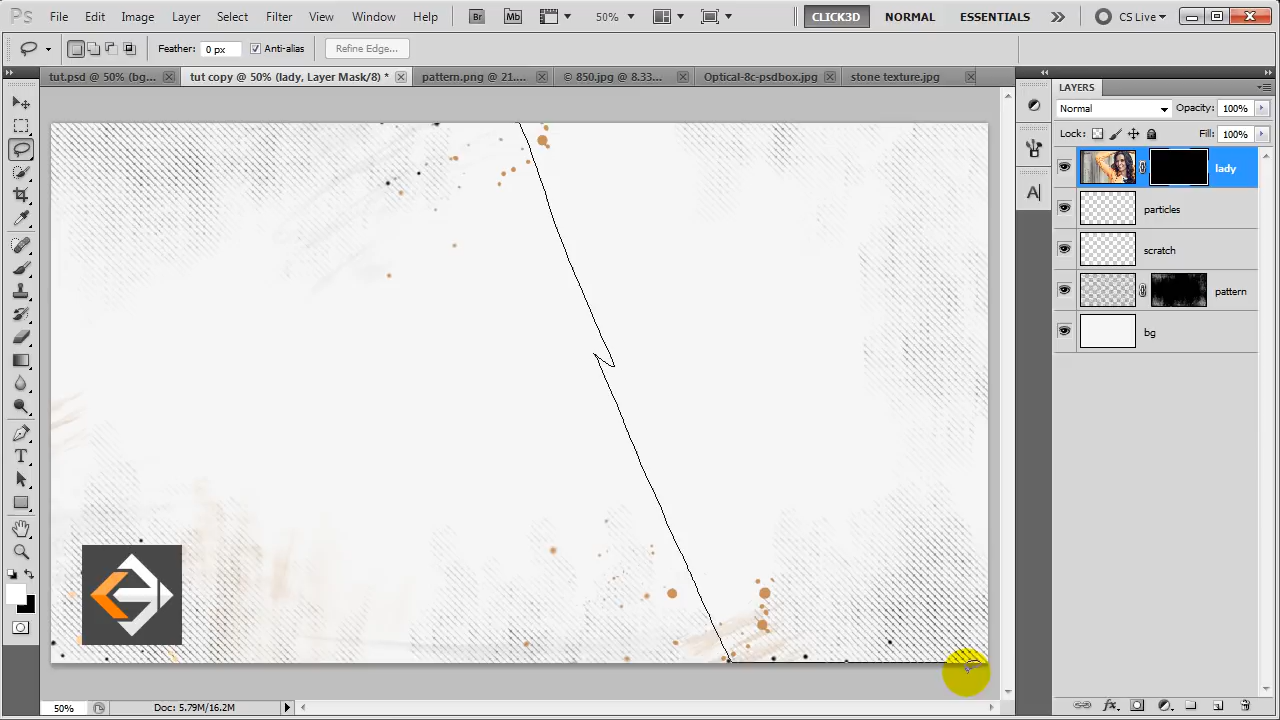 Ps File Edit Image Layer Select Filter View Window Help Br Mb 50% CLICK3D NORMAL ESSENTIALS CS Live
Feather: 0 px Anti-alias Refine Edge...
tut.psd @ 50% (bg... tut copy @ 50% (lady, Layer Mask/8) * pattern.png @ 21.... © 850.jpg @ 8.33... Optical-8c-psdbox.jpg stone texture.jpg
LAYERS
Normal Opacity: 100%
Lock: Fill: 100%
lady
particles
scratch
pattern
bg
50% Doc: 5.79M/16.2M